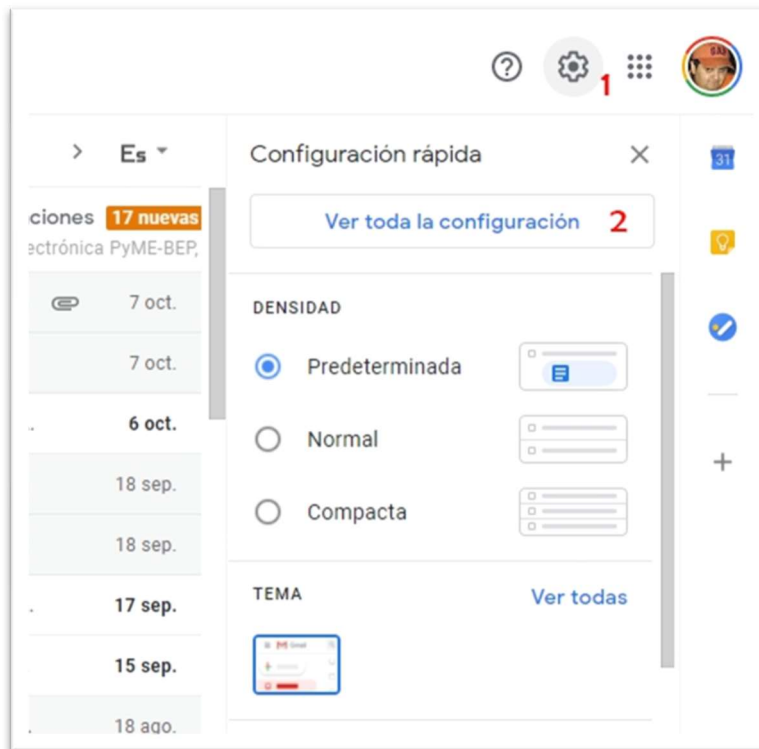 1
Es
Configuración rápida
ciones 17 nuevas
ectrónica PyME-BEP,
Ver toda la configuración 2
31
7 oct.
7 oct.
6 oct.
18 sep.
18 sep.
17 sep.
15 sep.
18 ago.
DENSIDAD
Predeterminada
Normal
Compacta
TEMA
Ver todas
Gmail